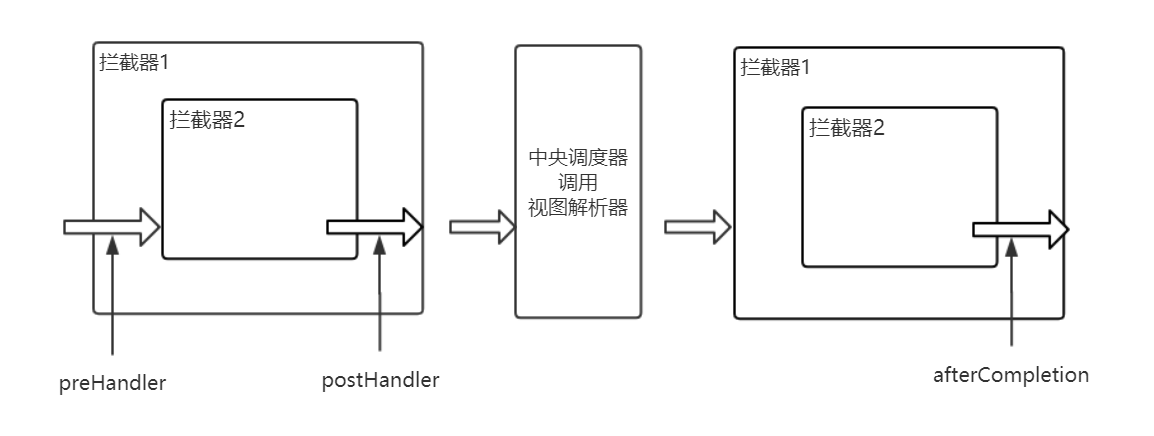 拦截器1
拦截器2
preHandler
postHandler
中央调度器
调用
视图解析器
拦截器1
拦截器2
afterCompletion